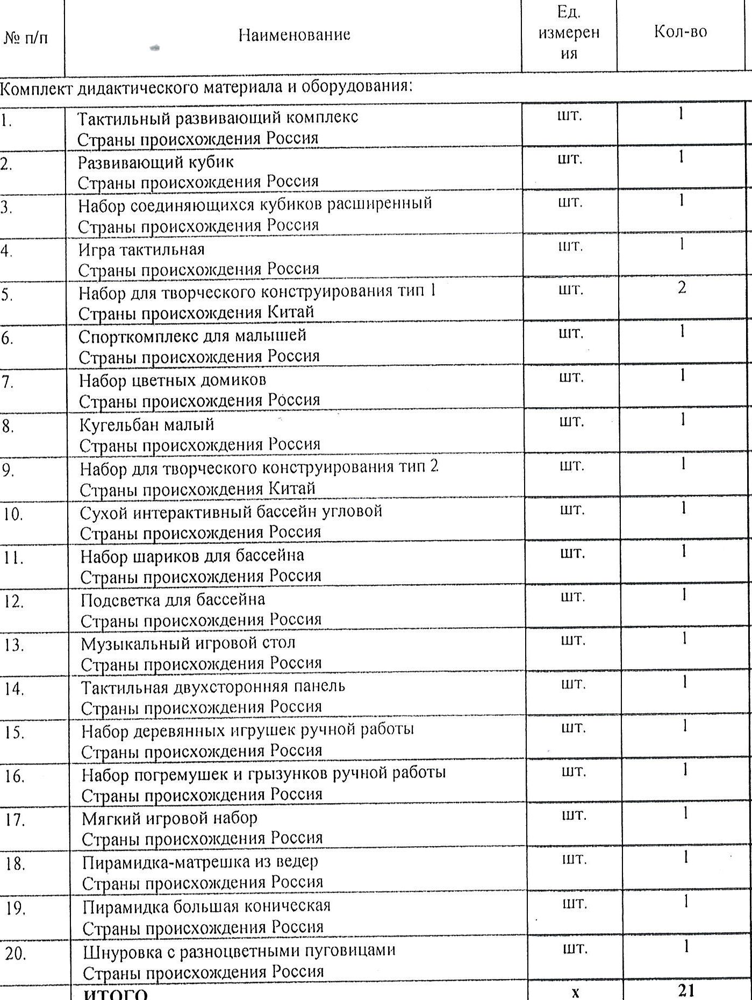 № п/п
Наименование
Ед.
измерен
ия
Кол-во
Комплект дидактического материала и оборудования:
1. Тактильный развивающий комплекс шт. 1
Страны происхождения Россия
2. Развивающий кубик шт. 1
Страны происхождения Россия
3. Набор соединяющихся кубиков расширенный шт. 1
Страны происхождения Россия
4. Игра тактильная шт. 1
Страны происхождения Россия
5. Набор для творческого конструирования тип 1 шт. 2
Страны происхождения Китай
6. Спорткомплекс для малышей шт. 1
Страны происхождения Россия
7. Набор цветных домиков шт. 1
Страны происхождения Россия
8. Кугельбан малый шт. 1
Страны происхождения Россия
9. Набор для творческого конструирования тип 2 шт. 1
Страны происхождения Китай
10. Сухой интерактивный бассейн угловой шт. 1
Страны происхождения Россия
11. Набор шариков для бассейна шт. 1
Страны происхождения Россия
12. Подсветка для бассейна шт. 1
Страны происхождения Россия
13. Музыкальный игровой стол шт. 1
Страны происхождения Россия
14. Тактильная двухсторонняя панель шт. 1
Страны происхождения Россия
15. Набор деревянных игрушек ручной работы шт. 1
Страны происхождения Россия
16. Набор погремушек и грызунков ручной работы шт. 1
Страны происхождения Россия
17. Мягкий игровой набор шт. 1
Страны происхождения Россия
18. Пирамидка-матрешка из ведер шт. 1
Страны происхождения Россия
19. Пирамидка большая коническая шт. 1
Страны происхождения Россия
20. Шнуровка с разноцветными пуговицами шт. 1
Страны происхождения Россия
ИТОГО х 21